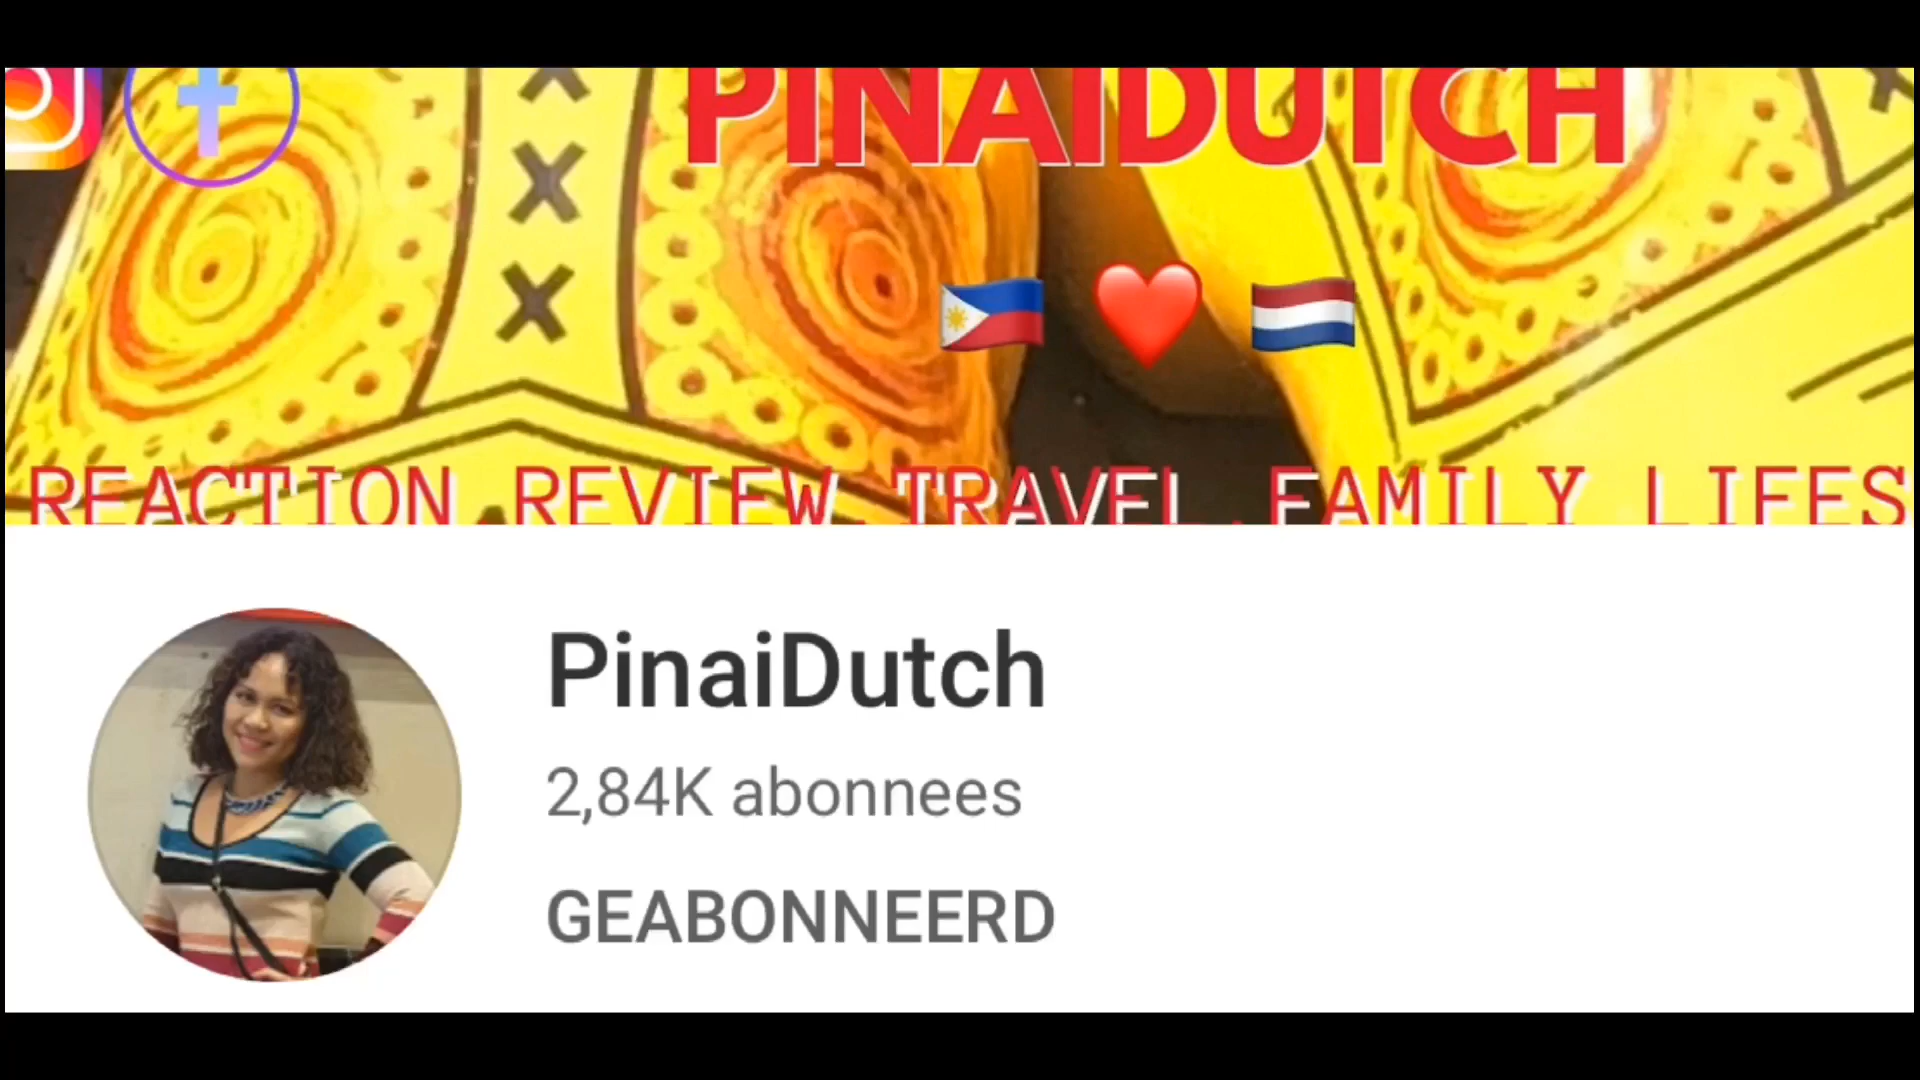 PINAIDUTCH
REACTION REVIEW TRAVEL FAMILY LIFES
PinaiDutch
2,84K abonnees
GEABONNEERD